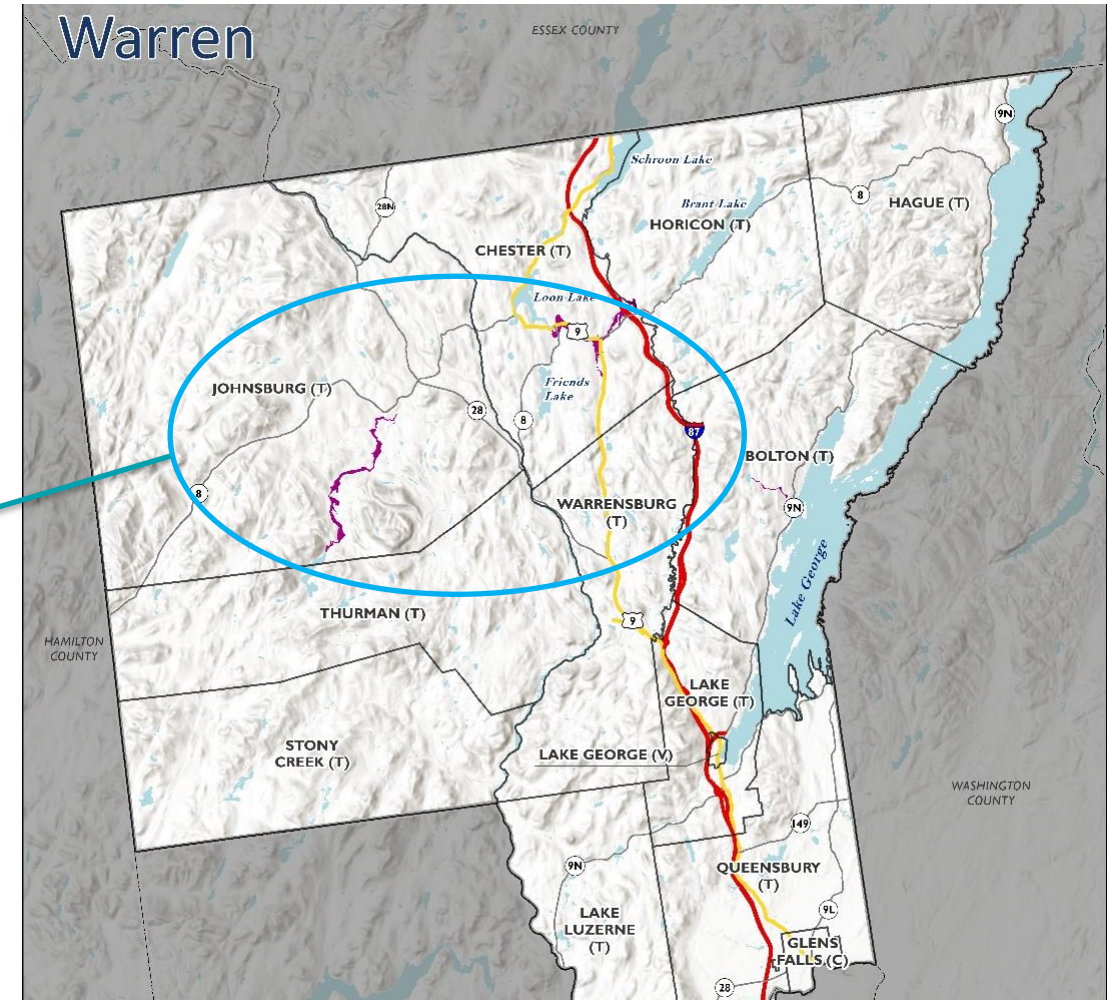 Warren
ESSEX COUNTY
9N
Schroon Lake
8
HAGUE (T)
28N
Brant Lake
HORICON (T)
CHESTER (T)
Loon Lake
9
JOHNSBURG (T)
Friends
Lake
28
8
87
BOLTON (T)
8
WARRENSBURG
(T)
9N
Lake George
THURMAN (T)
9
HAMILTON
COUNTY
LAKE
GEORGE (T)
STONY
CREEK (T)
LAKE GEORGE (V)
WASHINGTON
COUNTY
149
9N
QUEENSBURY
(T)
LAKE
LUZERNE
(T)
9L
GLENS
FALLS (C)
28